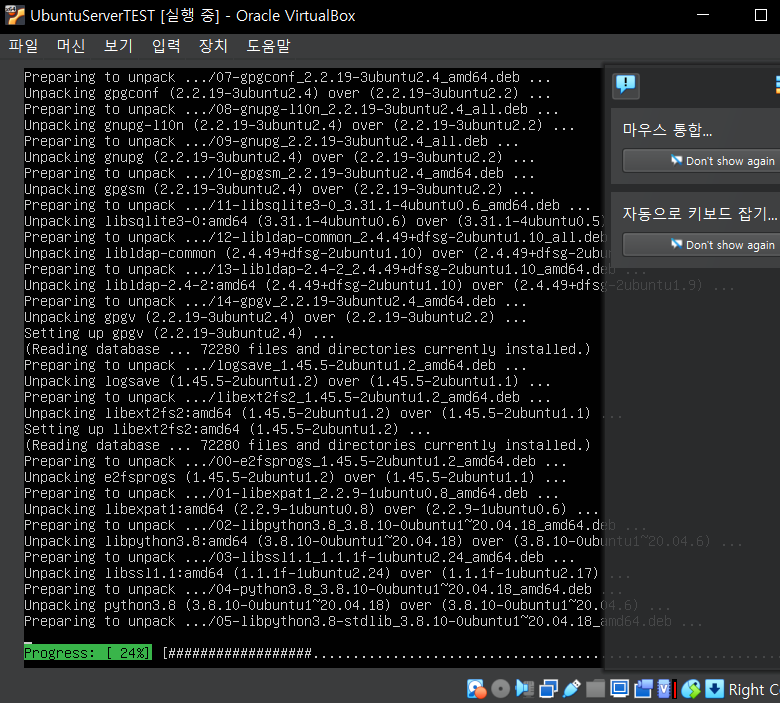 UbuntuServerTEST [실행 중] - Oracle VirtualBox
파일 머신 보기 입력 장치 도움말
Preparing to unpack .../07-gpgconf_2.2.19-3ubuntu2.4_amd64.deb ...
Unpacking gpgconf (2.2.19-3ubuntu2.4) over (2.2.19-3ubuntu2.2) ...
Preparing to unpack .../08-gnupg-l10n_2.2.19-3ubuntu2.4_all.deb ...
Unpacking gnupg-l10n (2.2.19-3ubuntu2.4) over (2.2.19-3ubuntu2.2) ...
Preparing to unpack .../09-gnupg_2.2.19-3ubuntu2.4_all.deb ...
Unpacking gnupg (2.2.19-3ubuntu2.4) over (2.2.19-3ubuntu2.2) ...
Preparing to unpack .../10-gpgsm_2.2.19-3ubuntu2.4_amd64.deb ...
Unpacking gpgsm (2.2.19-3ubuntu2.4) over (2.2.19-3ubuntu2.2) ...
Preparing to unpack .../11-libsqlite3-0_3.31.1-4ubuntu0.6_amd64.deb ...
Unpacking libsqlite3-0:amd64 (3.31.1-4ubuntu0.6) over (3.31.1-4ubuntu0.5)
Preparing to unpack .../12-libldap-common_2.4.49+dfsg-2ubuntu1.10_all.deb
Unpacking libldap-common (2.4.49+dfsg-2ubuntu1.10) over (2.4.49+dfsg-2ubun
Preparing to unpack .../13-libldap-2.4-2_2.4.49+dfsg-2ubuntu1.10_amd64.deb ...
Unpacking libldap-2.4-2:amd64 (2.4.49+dfsg-2ubuntu1.10) over (2.4.49+dfsg-2ubuntu1.9) ...
Preparing to unpack .../14-gpgv_2.2.19-3ubuntu2.4_amd64.deb ...
Unpacking gpgv (2.2.19-3ubuntu2.4) over (2.2.19-3ubuntu2.2) ...
Setting up gpgv (2.2.19-3ubuntu2.4) ...
(Reading database ... 72280 files and directories currently installed.)
Preparing to unpack .../logsave_1.45.5-2ubuntu1.2_amd64.deb ...
Unpacking logsave (1.45.5-2ubuntu1.2) over (1.45.5-2ubuntu1.1) ...
Preparing to unpack .../libext2fs2_1.45.5-2ubuntu1.2_amd64.deb ...
Unpacking libext2fs2:amd64 (1.45.5-2ubuntu1.2) over (1.45.5-2ubuntu1.1) ...
Setting up libext2fs2:amd64 (1.45.5-2ubuntu1.2) ...
(Reading database ... 72280 files and directories currently installed.)
Preparing to unpack .../00-e2fsprogs_1.45.5-2ubuntu1.2_amd64.deb ...
Unpacking e2fsprogs (1.45.5-2ubuntu1.2) over (1.45.5-2ubuntu1.1) ...
Preparing to unpack .../01-libexpat1_2.2.9-1ubuntu0.8_amd64.deb ...
Unpacking libexpat1:amd64 (2.2.9-1ubuntu0.8) over (2.2.9-1ubuntu0.6) ...
Preparing to unpack .../02-libpython3.8_3.8.10-0ubuntu1~20.04.18_amd64.deb ...
Unpacking libpython3.8:amd64 (3.8.10-0ubuntu1~20.04.18) over (3.8.10-0ubuntu1~20.04.6) ...
Preparing to unpack .../03-libssl1.1_1.1.1f-1ubuntu2.24_amd64.deb ...
Unpacking libssl1.1:amd64 (1.1.1f-1ubuntu2.24) over (1.1.1f-1ubuntu2.17) ...
Preparing to unpack .../04-python3.8_3.8.10-0ubuntu1~20.04.18_amd64.deb ...
Unpacking python3.8 (3.8.10-0ubuntu1~20.04.18) over (3.8.10-0ubuntu1~20.04.6) ...
Preparing to unpack .../05-libpython3.8-stdlib_3.8.10-0ubuntu1~20.04.18_amd64.deb ...
Progress: [ 24%] [##################......................................
마우스 통합...
Don't show again
자동으로 키보드 잡기...
Don't show again
Right C